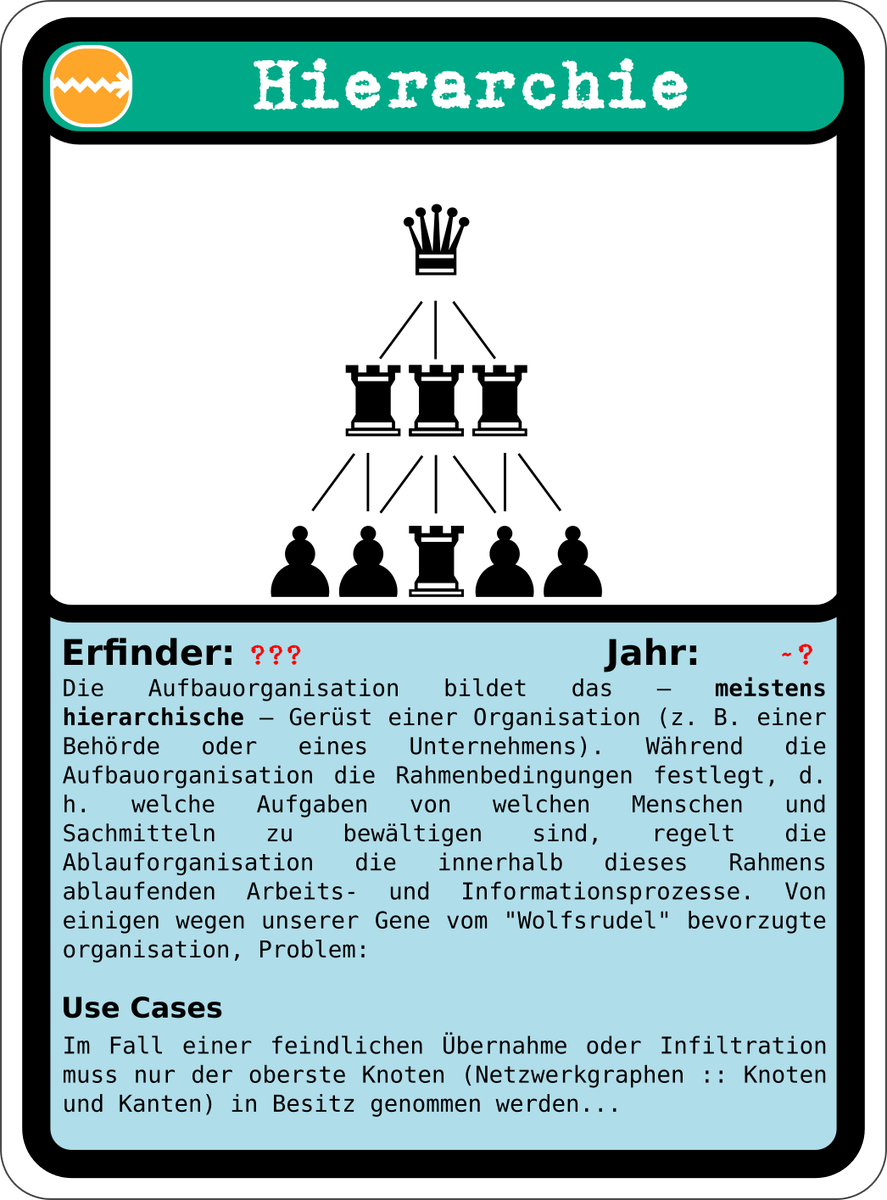 Hierarchie
Erfinder: ??? Jahr: ~?
Die Aufbauorganisation bildet das – meistens
hierarchische – Gerüst einer Organisation (z. B. einer
Behörde oder eines Unternehmens). Während die
Aufbauorganisation die Rahmenbedingungen festlegt, d.
h. welche Aufgaben von welchen Menschen und
Sachmitteln zu bewältigen sind, regelt die
Ablauforganisation die innerhalb dieses Rahmens
ablaufenden Arbeits- und Informationsprozesse. Von
einigen wegen unserer Gene vom "Wolfsrudel" bevorzugte
organisation, Problem:
Use Cases
Im Fall einer feindlichen Übernahme oder Infiltration
muss nur der oberste Knoten (Netzwerkgraphen :: Knoten
und Kanten) in Besitz genommen werden...